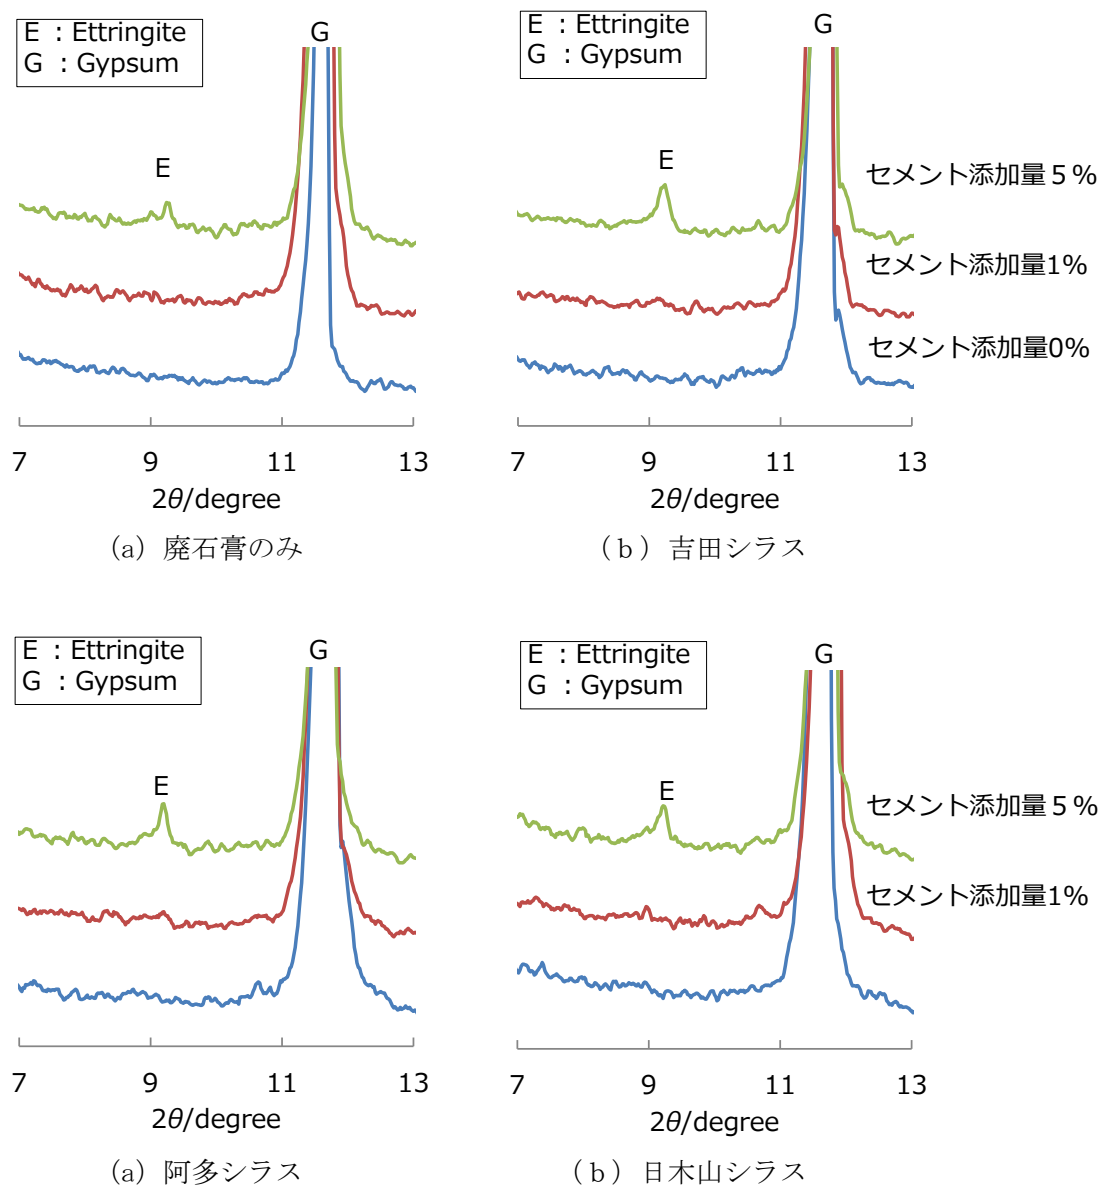 E : Ettringite
G : Gypsum
G
E
7 9 11 13
2θ/degree
(a) 廃石膏のみ
E : Ettringite
G : Gypsum
G
E
セメント添加量５%
セメント添加量1%
セメント添加量0%
7 9 11 13
2θ/degree
(ｂ) 吉田シラス
E : Ettringite
G : Gypsum
G
E
7 9 11 13
2θ/degree
(a) 阿多シラス
E : Ettringite
G : Gypsum
G
E
セメント添加量５%
セメント添加量1%
7 9 11 13
2θ/degree
(ｂ) 日木山シラス